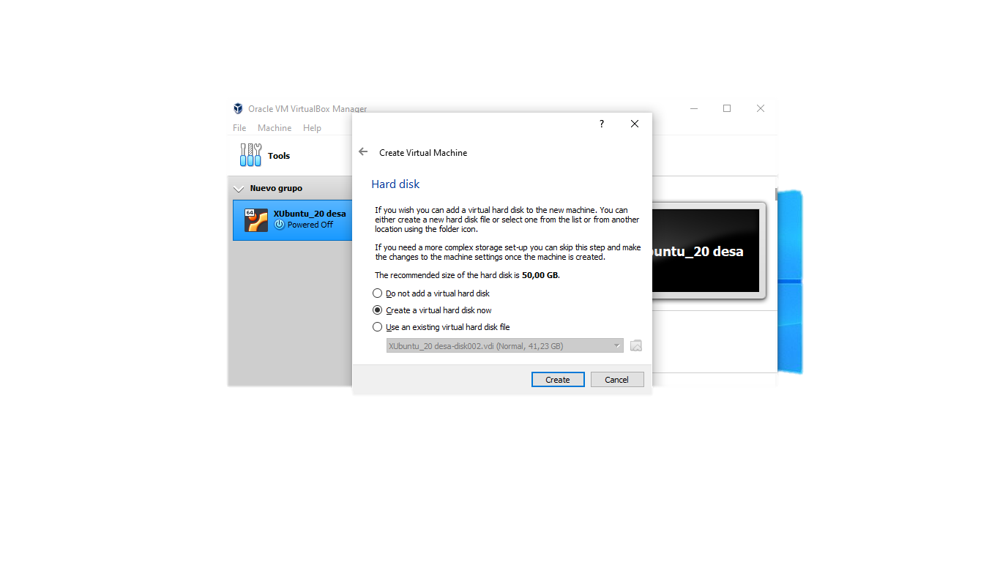 Oracle VM VirtualBox Manager
File Machine Help
Tools
Nuevo grupo
64
XUbuntu_20 desa
Powered Off
?
Create Virtual Machine
Hard disk
If you wish you can add a virtual hard disk to the new machine. You can
either create a new hard disk file or select one from the list or from another
location using the folder icon.
If you need a more complex storage set-up you can skip this step and make
the changes to the machine settings once the machine is created.
The recommended size of the hard disk is 50,00 GB.
Do not add a virtual hard disk
Create a virtual hard disk now
Use an existing virtual hard disk file
XUbuntu_20 desa-disk002.vdi (Normal, 41,23 GB)
Create Cancel
buntu_20 desa